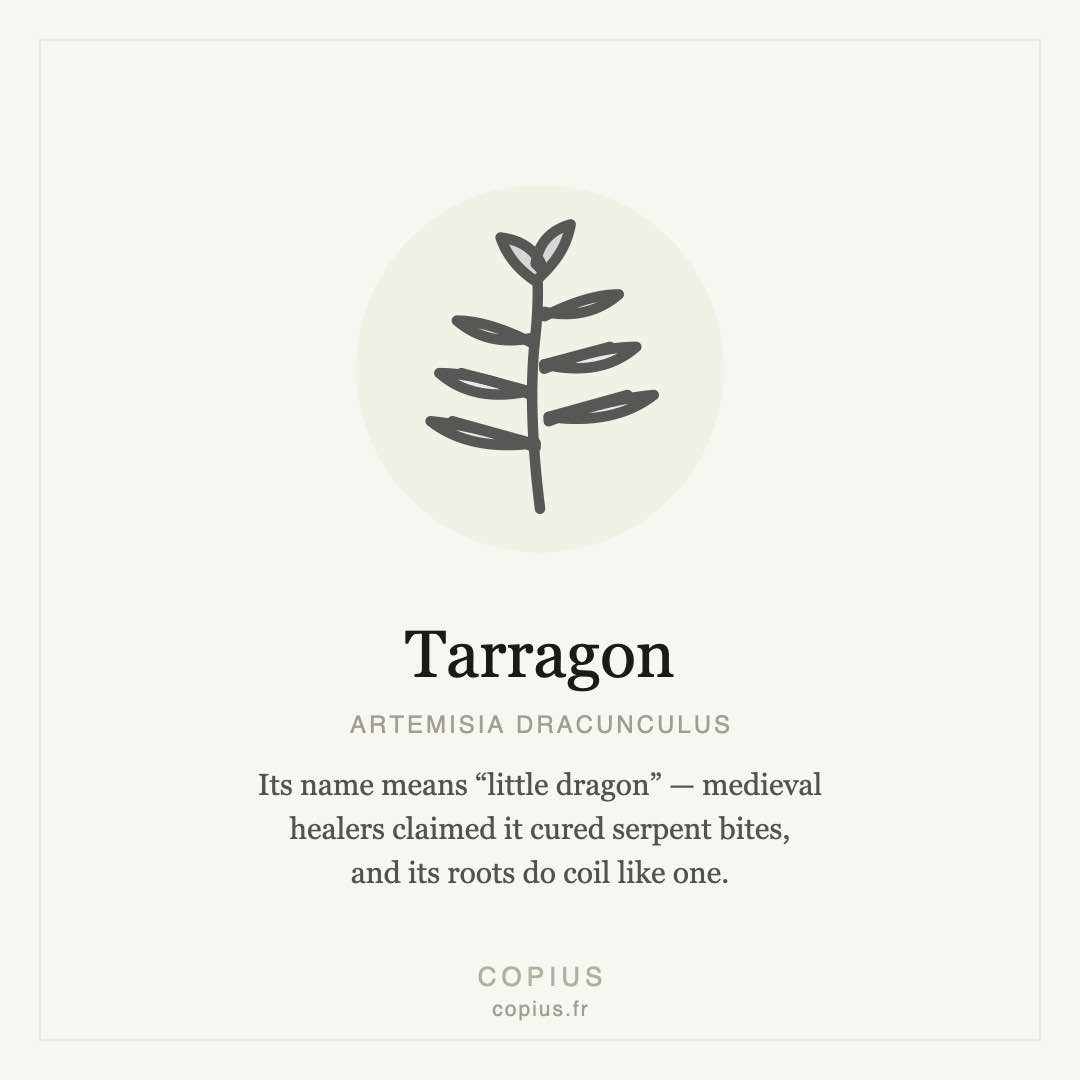 Tarragon
ARTEMISIA DRACUNCULUS
Its name means “little dragon” — medieval
healers claimed it cured serpent bites,
and its roots do coil like one.
COPIUS
copius.fr